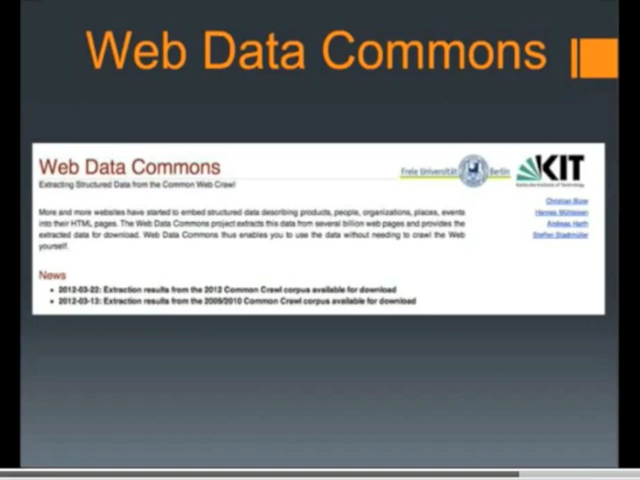 Web Data Commons
Web Data Commons
Extracting Structured Data from the Common Web Crawl
Freie Universität Berlin
KIT
Karlsruhe Institute of Technology
Christian Bizer
Hannes Mühleisen
Andreas Harth
Steffen Stadtmüller
More and more websites have started to embed structured data describing products, people, organizations, places, events
into their HTML pages. The Web Data Commons project extracts this data from several billion web pages and provides the
extracted data for download. Web Data Commons thus enables you to use the data without needing to crawl the Web
yourself.
News
2012-03-22: Extraction results from the 2012 Common Crawl corpus available for download
2012-03-13: Extraction results from the 2009/2010 Common Crawl corpus available for download